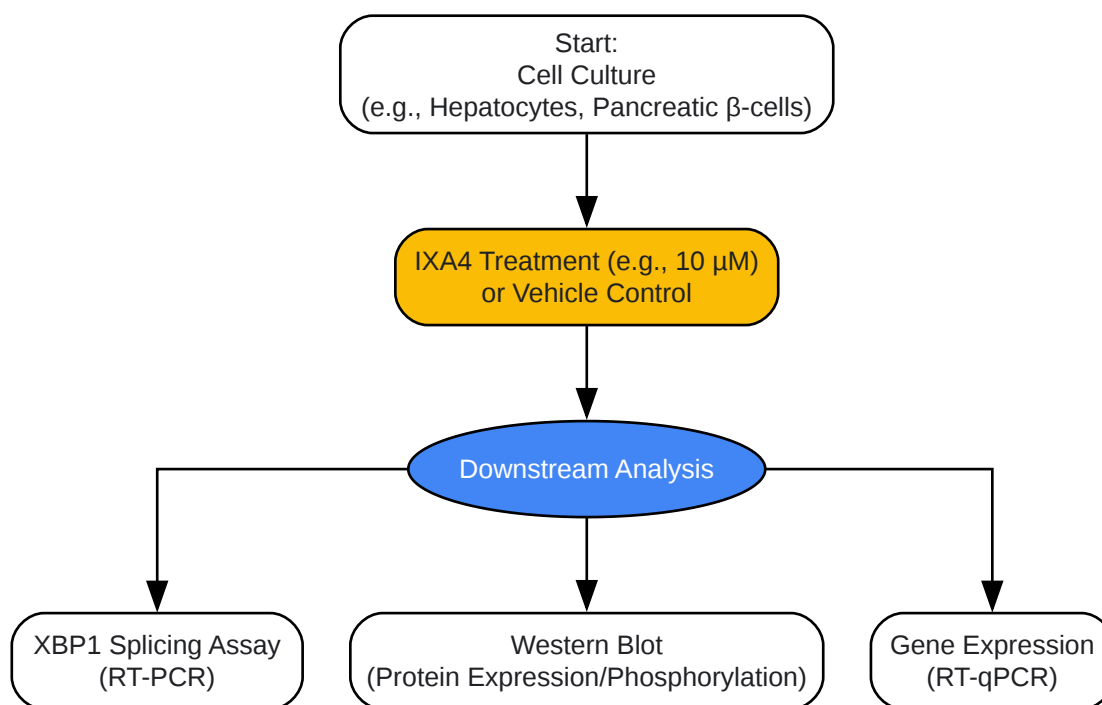 Start:
Cell Culture
(e.g., Hepatocytes, Pancreatic β-cells)
IXA4 Treatment (e.g., 10 µM)
or Vehicle Control
Downstream Analysis
XBP1 Splicing Assay
(RT-PCR)
Western Blot
(Protein Expression/Phosphorylation)
Gene Expression
(RT-qPCR)